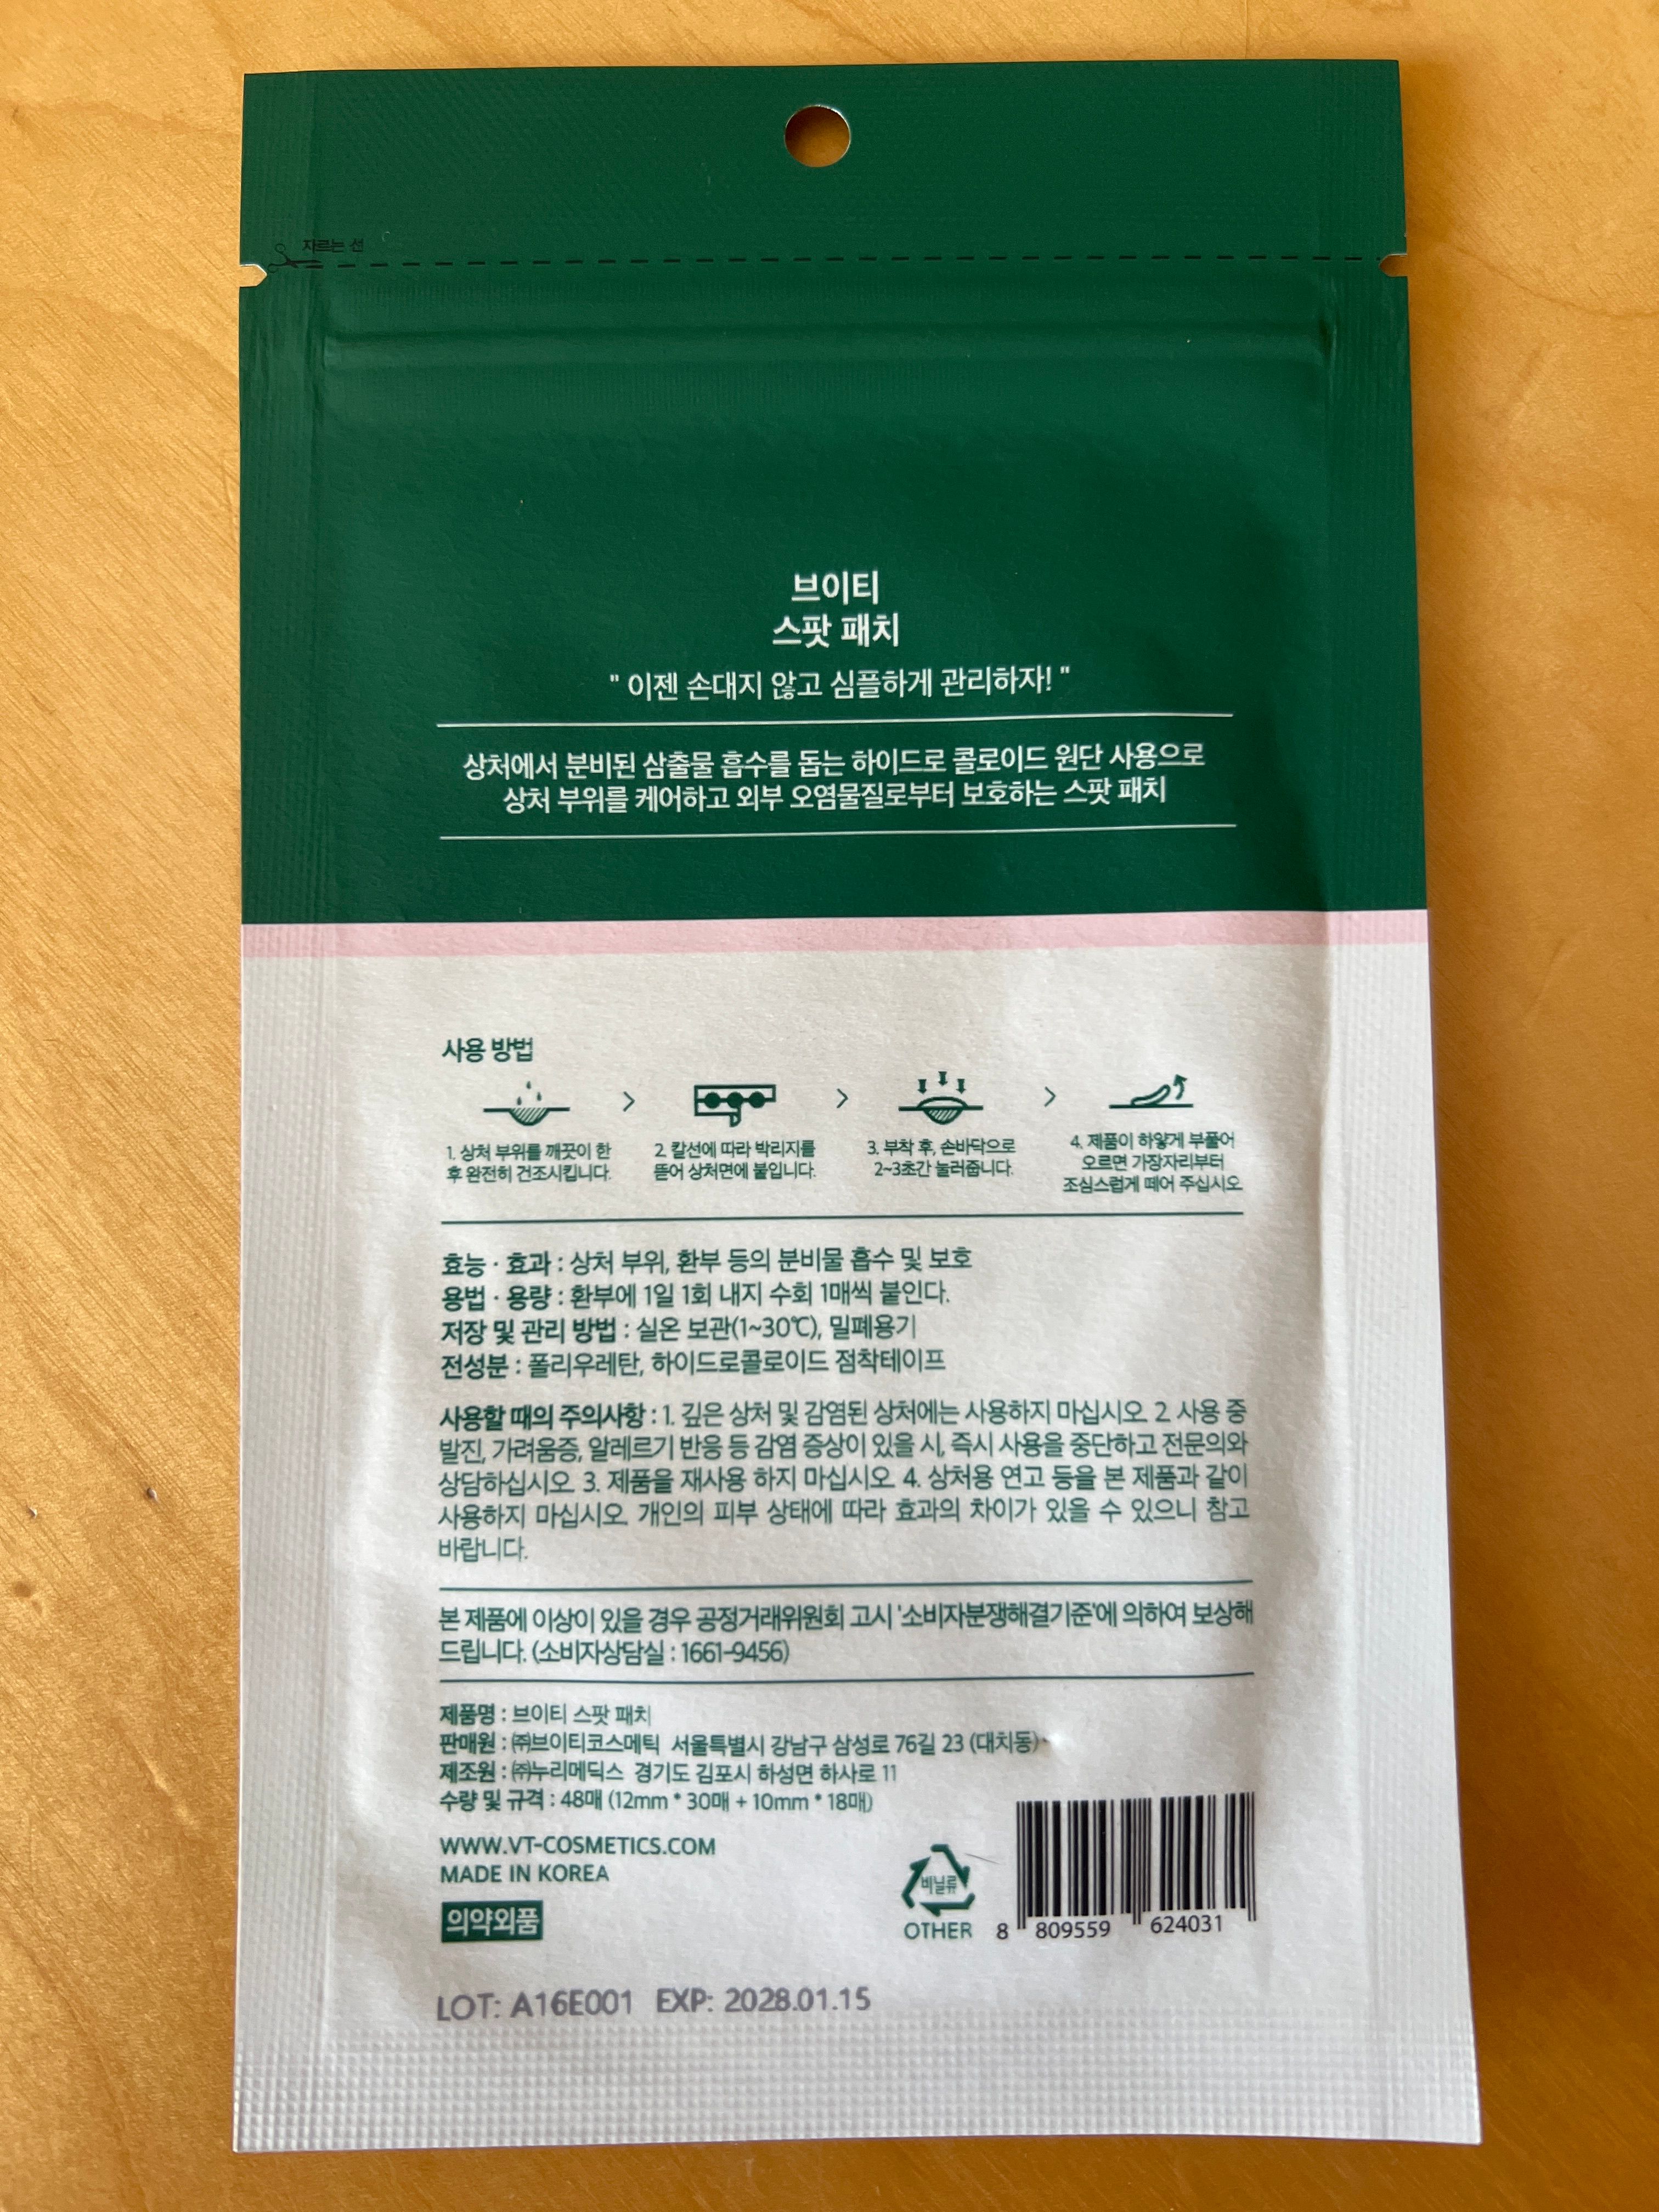 자르는 선
브이티
스팟 패치
" 이젠 손대지 않고 심플하게 관리하자! "
상처에서 분비된 삼출물 흡수를 돕는 하이드로 콜로이드 원단 사용으로
상처 부위를 케어하고 외부 오염물질로부터 보호하는 스팟 패치
사용 방법
1. 상처 부위를 깨끗이 한
후 완전히 건조시킵니다.
2. 칼선에 따라 박리지를
뜯어 상처면에 붙입니다.
3. 부착 후, 손바닥으로
2~3초간 눌러줍니다.
4. 제품이 하얗게 부풀어
오르면 가장자리부터
조심스럽게 떼어 주십시오.
효능 · 효과 : 상처 부위, 환부 등의 분비물 흡수 및 보호
용법 · 용량 : 환부에 1일 1회 내지 수회 1매씩 붙인다.
저장 및 관리 방법 : 실온 보관(1~30℃), 밀폐용기
전성분 : 폴리우레탄, 하이드로콜로이드 점착테이프
사용할 때의 주의사항 : 1. 깊은 상처 및 감염된 상처에는 사용하지 마십시오. 2. 사용 중
발진, 가려움증, 알레르기 반응 등 감염 증상이 있을 시, 즉시 사용을 중단하고 전문의와
상담하십시오. 3. 제품을 재사용 하지 마십시오. 4. 상처용 연고 등을 본 제품과 같이
사용하지 마십시오. 개인의 피부 상태에 따라 효과의 차이가 있을 수 있으니 참고
바랍니다.
본 제품에 이상이 있을 경우 공정거래위원회 고시 '소비자분쟁해결기준'에 의하여 보상해
드립니다. (소비자상담실 : 1661-9456)
제품명 : 브이티 스팟 패치
판매원 : ㈜브이티코스메틱 서울특별시 강남구 삼성로 76길 23 (대치동)
제조원 : ㈜누리메딕스 경기도 김포시 하성면 하사로 11
수량 및 규격 : 48매 (12mm * 30매 + 10mm * 18매)
WWW.VT-COSMETICS.COM
MADE IN KOREA
의약외품
비닐류
OTHER
8 809559 624031
LOT: A16E001 EXP: 2028.01.15